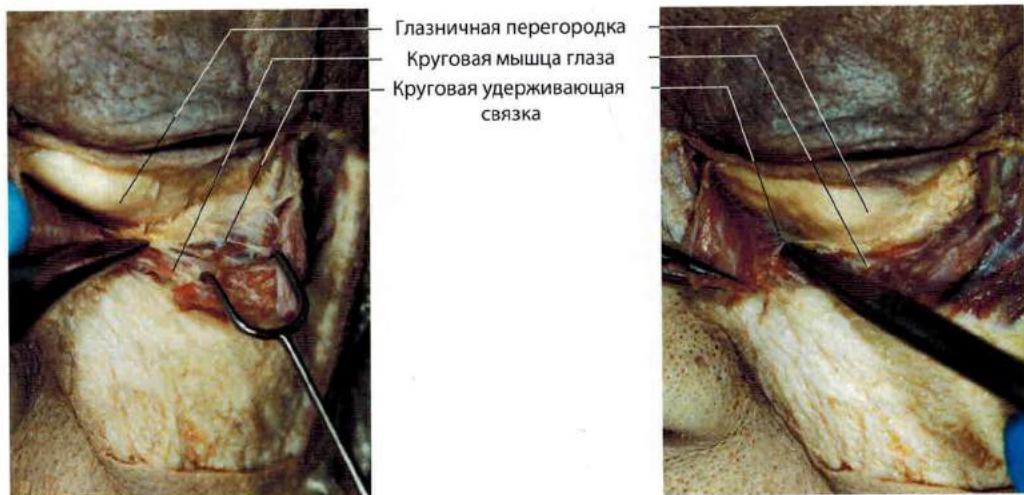 Глазничная перегородка
Круговая мышца глаза
Круговая удерживающая
связка